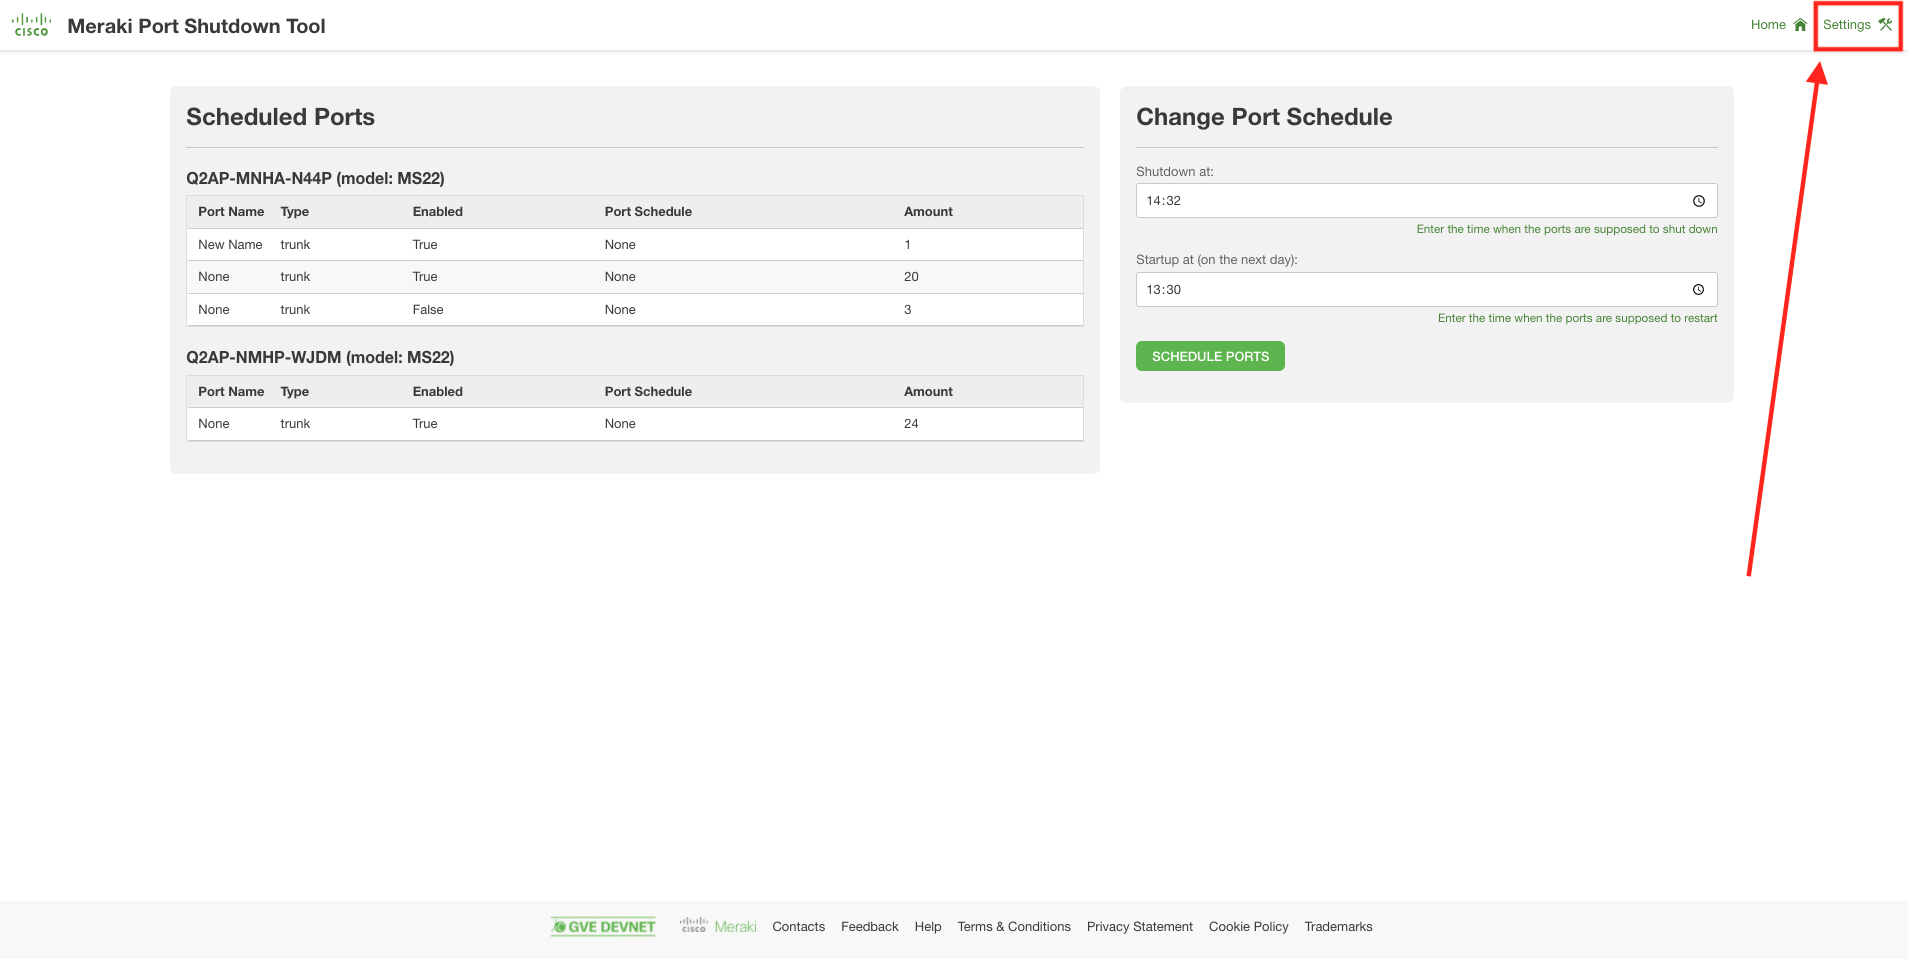 CISCO Meraki Port Shutdown Tool Home Settings
Scheduled Ports
Q2AP-MNHA-N44P (model: MS22)
Port Name Type Enabled Port Schedule Amount
New Name trunk True None 1
None trunk True None 20
None trunk False None 3
Q2AP-NMHP-WJDM (model: MS22)
Port Name Type Enabled Port Schedule Amount
None trunk True None 24
Change Port Schedule
Shutdown at:
14:32
Enter the time when the ports are supposed to shut down
Startup at (on the next day):
13:30
Enter the time when the ports are supposed to restart
SCHEDULE PORTS
GVE DEVNET CISCO Meraki Contacts Feedback Help Terms & Conditions Privacy Statement Cookie Policy Trademarks